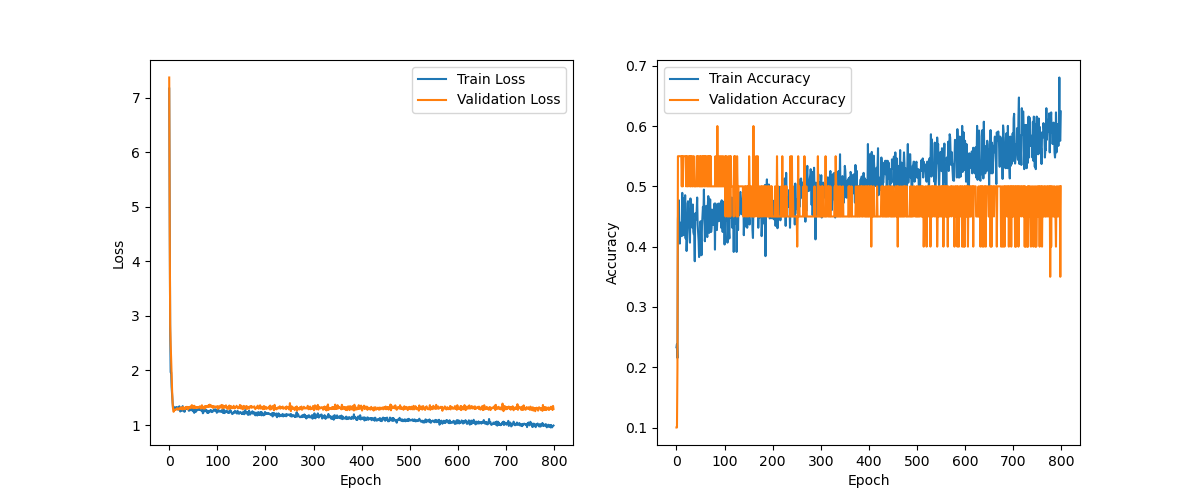 Train Loss
Validation Loss
7
6
5
4
3
2
1
Loss
0 100 200 300 400 500 600 700 800
Epoch
Train Accuracy
Validation Accuracy
0.7
0.6
0.5
0.4
0.3
0.2
0.1
Accuracy
0 100 200 300 400 500 600 700 800
Epoch